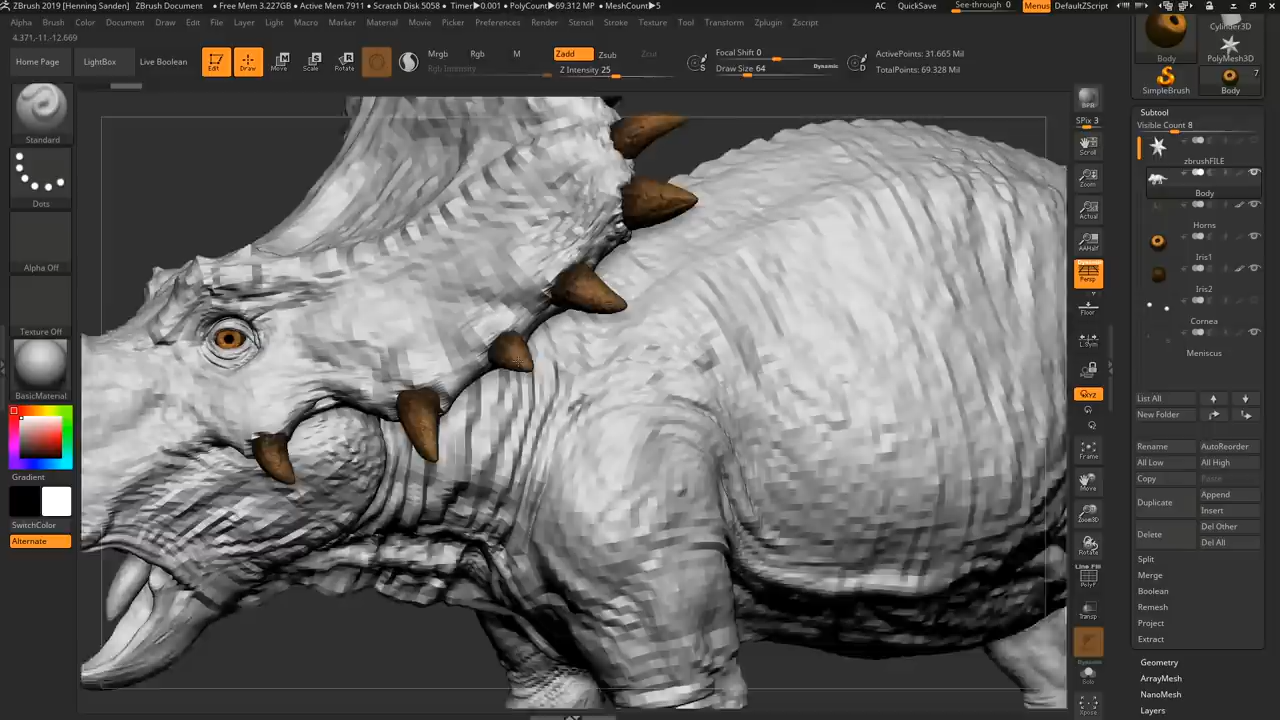 ZBrush 2019 [Henning Sanden] ZBrush Document • Free Mem 3.227GB • Active Mem 7911 • Scratch Disk 5058 • Timer▶0.001 • PolyCount▶69.312 MP • MeshCount▶5 AC QuickSave See-through 0 Menus DefaultZScript
Alpha Brush Color Document Draw Edit File Layer Light Macro Marker Material Movie Picker Preferences Render Stencil Stroke Texture Tool Transform Zplugin Zscript
4.371,-11.-12.669
Home Page LightBox Live Boolean Edit Draw Move Scale Rotate
Mrgb Rgb M
Rgb Intensity
Zadd Zsub Zcut
Z Intensity 25
Focal Shift 0
Draw Size 64 Dynamic
ActivePoints: 31.665 Mil
TotalPoints: 69.328 Mil
Standard
Dots
Alpha Off
Texture Off
BasicMaterial
Gradient
SwitchColor
Alternate
BPR
SPix 3
Scroll
Zoom
Actual
AAHalf
Dynamic
Persp
Floor
L.Sym
Frame
Move
Zoom3D
Rotate
Line Fill
PolyF
Transp
Dynamic
Solo
Xpose
Cylinder3D
Body PolyMesh3D
7
SimpleBrush Body
Subtool
Visible Count 8
zbrushFILE
Body
Horns
Iris1
Iris2
Cornea
Meniscus
List All
New Folder
Rename AutoReorder
All Low All High
Copy Paste
Duplicate Append
Insert
Delete Del Other
Del All
Split
Merge
Boolean
Remesh
Project
Extract
Geometry
ArrayMesh
NanoMesh
Layers